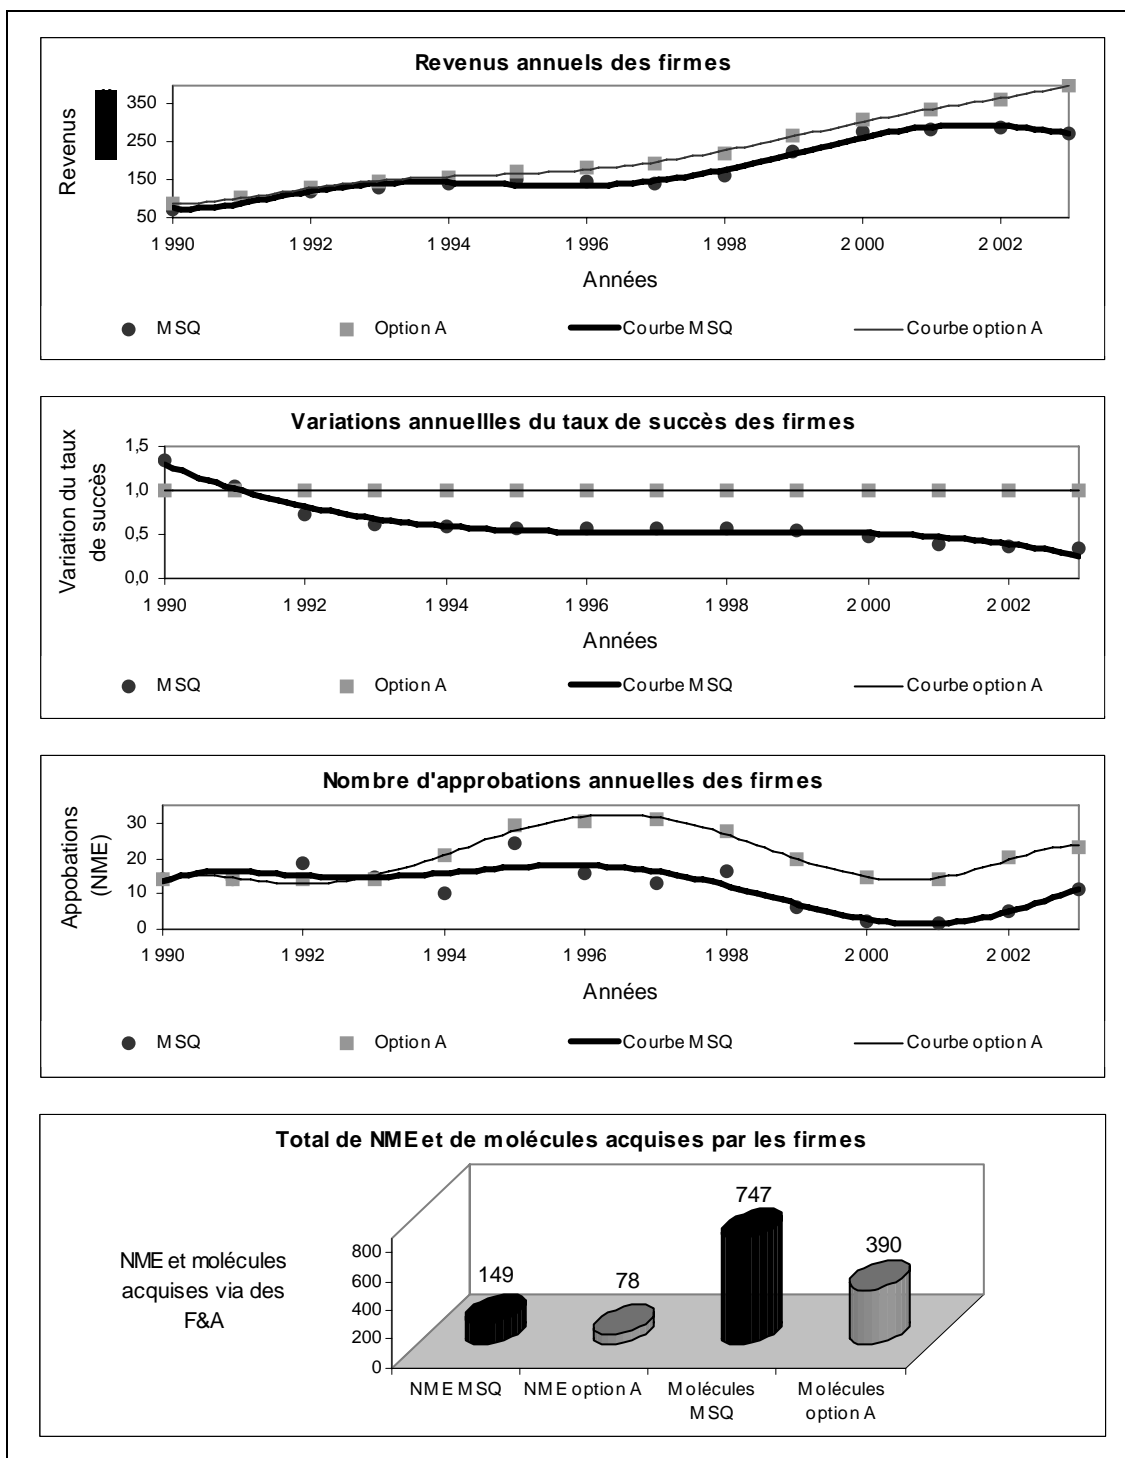 Revenus annuels des firmes
Revenus
350
250
150
50
1 990 1 992 1 994 1 996 1 998 2 000 2 002
Années
MSQ Option A Courbe MSQ Courbe option A
Variations annuellles du taux de succès des firmes
Variation du taux
de succès
1,5
1,0
0,5
0,0
1 990 1 992 1 994 1 996 1 998 2 000 2 002
Années
MSQ Option A Courbe MSQ Courbe option A
Nombre d'approbations annuelles des firmes
Appobations
(NME)
30
20
10
0
1 990 1 992 1 994 1 996 1 998 2 000 2 002
Années
MSQ Option A Courbe MSQ Courbe option A
Total de NME et de molécules acquises par les firmes
NME et molécules
acquises via des
F&A
800
600
400
200
0
149
78
747
390
NME MSQ NME option A Molécules
MSQ
Molécules
option A